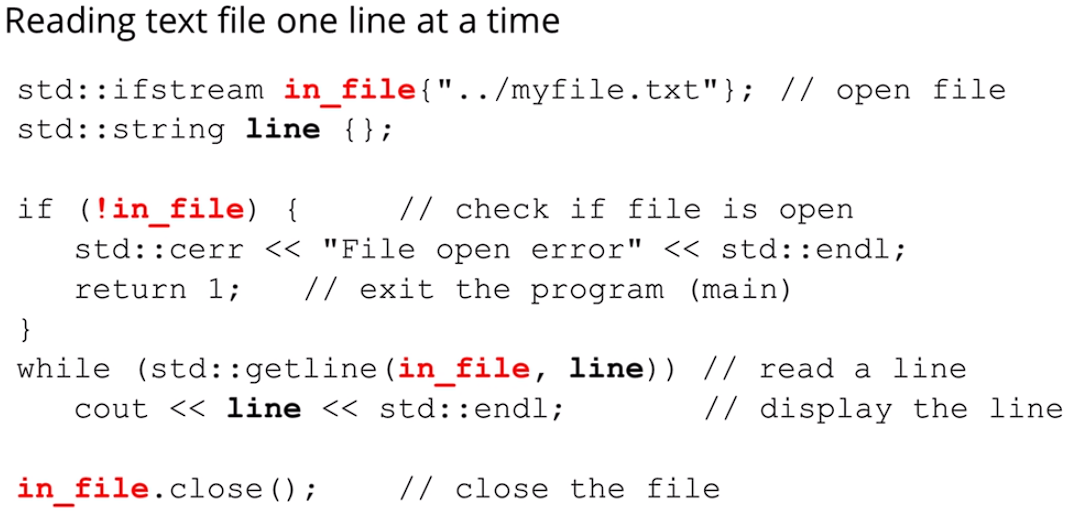 Reading text file one line at a time
std::ifstream in_file{"../myfile.txt"}; // open file
std::string line {};
if (!in_file) {     // check if file is open
   std::cerr << "File open error" << std::endl;
   return 1;   // exit the program (main)
}
while (std::getline(in_file, line)) // read a line
   cout << line << std::endl;       // display the line
in_file.close();    // close the file